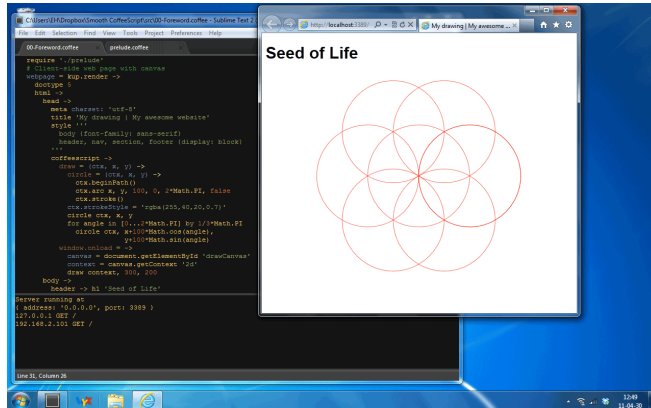 C:\Users\EH\Dropbox\Smooth CoffeeScript\src\00-Foreword.coffee - Sublime Text 2
File Edit Selection Find View Tools Project Preferences Help
00-Foreword.coffee
prelude.coffee
require './prelude'
# Client-side web page with canvas
webpage = kup.render ->
doctype 5
html ->
head ->
meta charset: 'utf-8'
title 'My drawing | My awesome website'
style '''
body {font-family: sans-serif}
header, nav, section, footer {display: block}
'''
coffeescript ->
draw = (ctx, x, y) ->
circle = (ctx, x, y) ->
ctx.beginPath()
ctx.arc x, y, 100, 0, 2*Math.PI, false
ctx.stroke()
ctx.strokeStyle = 'rgba(255,40,20,0.7)'
circle ctx, x, y
for angle in [0...2*Math.PI] by 1/3*Math.PI
circle ctx, x+100*Math.cos(angle),
y+100*Math.sin(angle)
window.onload = ->
canvas = document.getElementById 'drawCanvas'
context = canvas.getContext '2d'
draw context, 300, 200
body ->
header -> h1 'Seed of Life'
Server running at
{ address: '0.0.0.0', port: 3389 }
127.0.0.1 GET /
192.168.2.101 GET /
Line 31, Column 26
http://localhost:3389/
My drawing | My awesome ...
Seed of Life
12:49
11-04-30